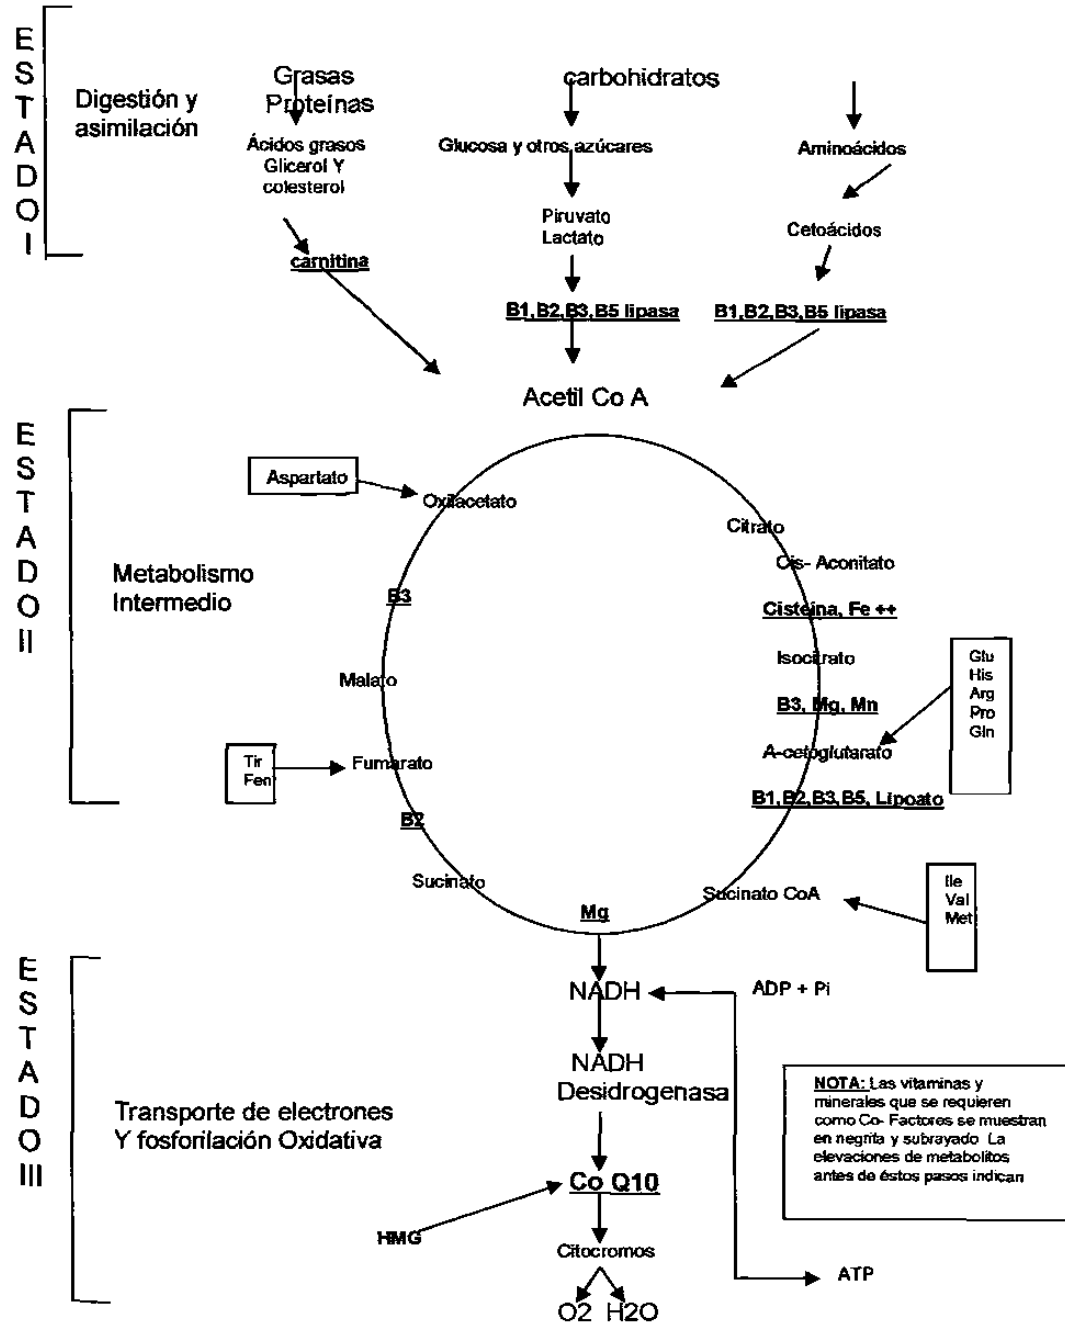 ESTADO I
Digestión y
asimilación
Grasas
Proteínas
carbohidratos
Ácidos grasos
Glicerol Y
colesterol
Glucosa y otros azúcares
Aminoácidos
Piruvato
Lactato
Cetoácidos
carnitina
B1,B2,B3,B5 lipasa
B1,B2,B3,B5 lipasa
Acetil Co A
ESTADO II
Metabolismo
Intermedio
Aspartato
Oxilacetato
Citrato
Cis- Aconitato
B3
Cisteína, Fe ++
Isocitrato
Malato
B3, Mg, Mn
Glu
His
Arg
Pro
Gln
A-cetoglutarato
Tir
Fen
Fumarato
B1,B2,B3,B5, Lipoato
B2
Sucinato
Sucinato CoA
Ile
Val
Met
Mg
ESTADO III
Transporte de electrones
Y fosforilación Oxidativa
NADH
ADP + Pi
NADH
Desidrogenasa
NOTA: Las vitaminas y
minerales que se requieren
como Co- Factores se muestran
en negrita y subrayado La
elevaciones de metabolitos
antes de éstos pasos indican
Co Q10
HMG
Citocromos
ATP
O2 H2O